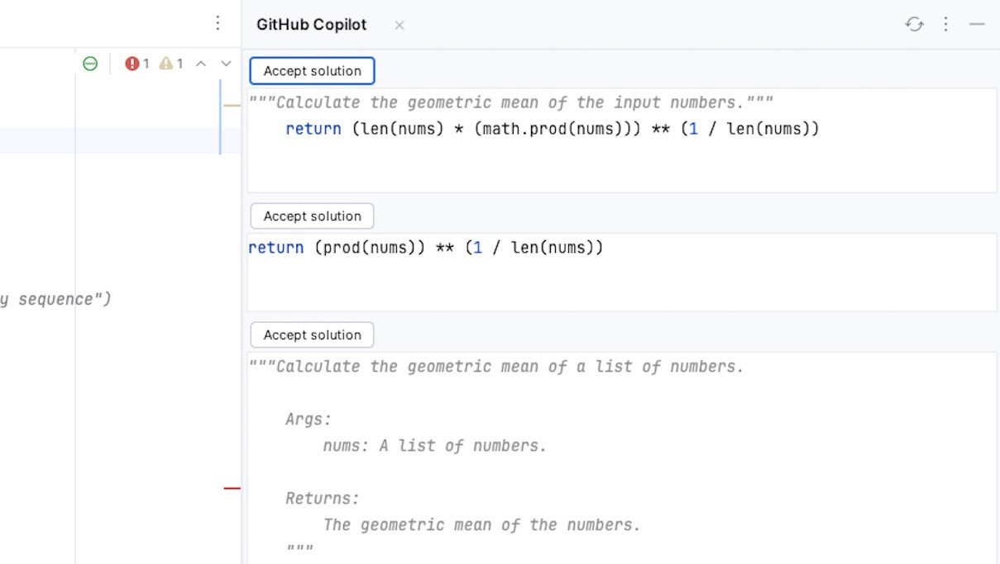 GitHub Copilot
1 1
Accept solution
"""Calculate the geometric mean of the input numbers."""
return (len(nums) * (math.prod(nums))) ** (1 / len(nums))
Accept solution
return (prod(nums)) ** (1 / len(nums))
y sequence")
Accept solution
"""Calculate the geometric mean of a list of numbers.
Args:
nums: A list of numbers.
Returns:
The geometric mean of the numbers.
"""